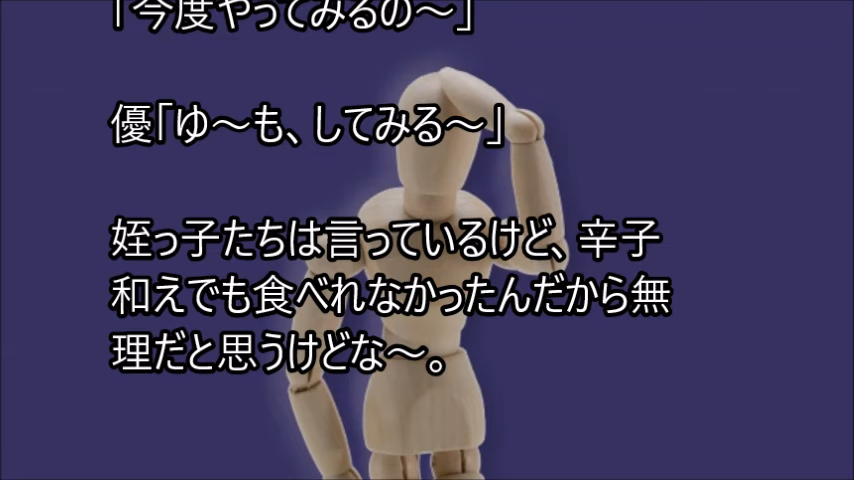 「今度やってみるの～」
優「ゆ～も、してみる～」
姪っ子たちは言っているけど、辛子
和えでも食べれなかったんだから無
理だと思うけどな～。